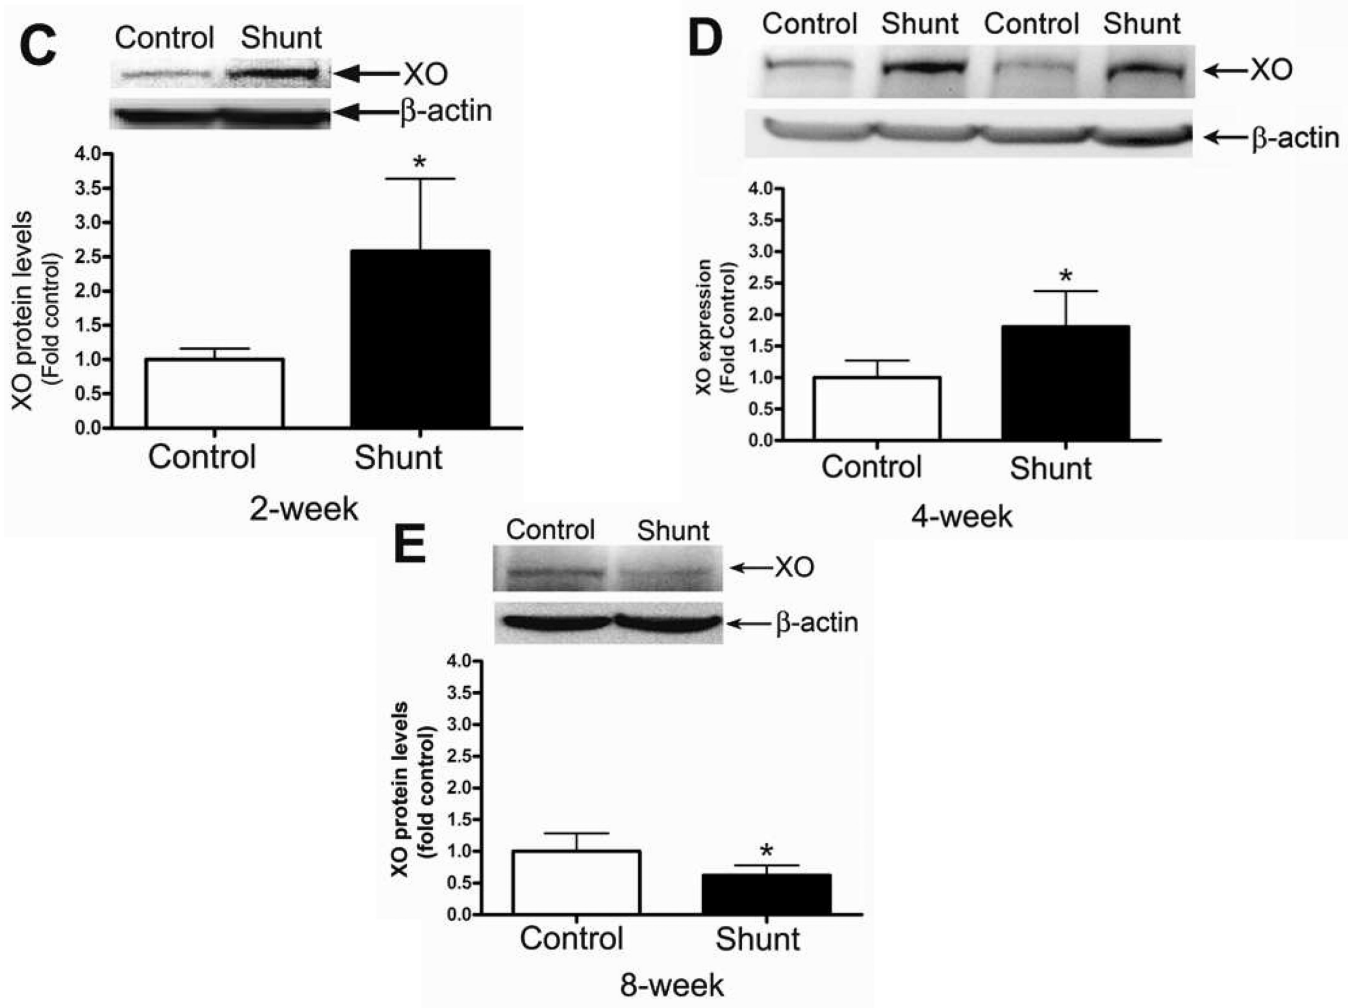 C
Control Shunt
XO
β-actin
4.0
3.5
3.0
2.5
2.0
1.5
1.0
0.5
0.0
XO protein levels
(Fold control)
*
Control Shunt
2-week
D
Control Shunt Control Shunt
XO
β-actin
4.0
3.5
3.0
2.5
2.0
1.5
1.0
0.5
0.0
XO expression
(Fold Control)
*
Control Shunt
4-week
E
Control Shunt
XO
β-actin
4.0
3.5
3.0
2.5
2.0
1.5
1.0
0.5
0.0
XO protein levels
(fold control)
*
Control Shunt
8-week